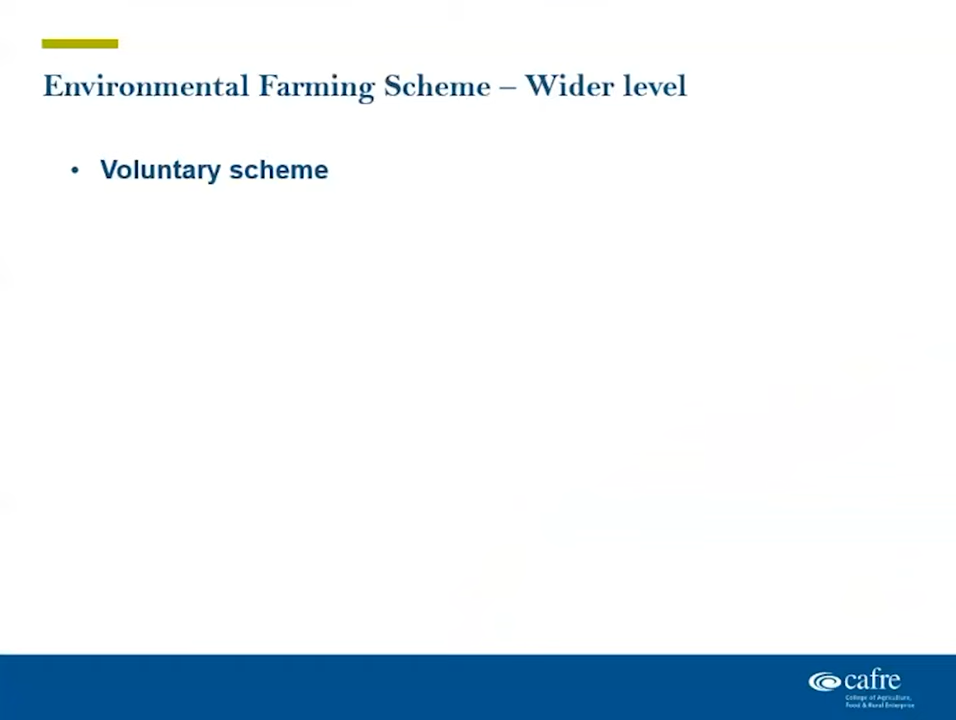 Environmental Farming Scheme – Wider level
• Voluntary scheme
cafre
College of Agriculture,
Food & Rural Enterprise